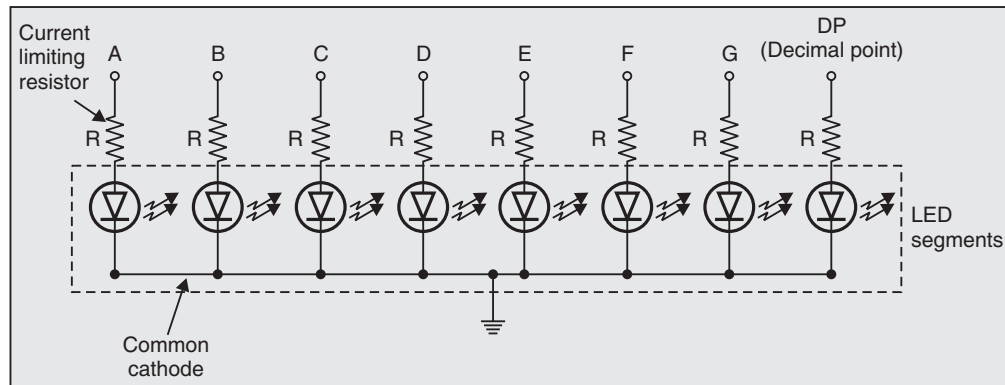 Current
limiting
resistor
A
B
C
D
E
F
G
DP
(Decimal point)
R
R
R
R
R
R
R
R
LED
segments
Common
cathode